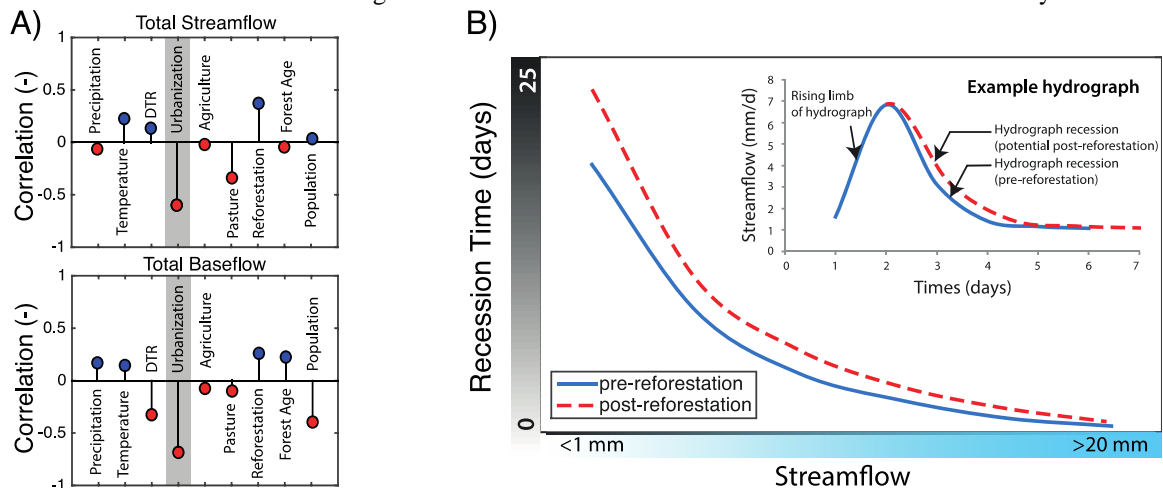 A)
Total Streamflow
1
0.5
0
-0.5
-1
Correlation (-)
Precipitation
Temperature
DTR
Urbanization
Agriculture
Pasture
Reforestation
Forest Age
Population
Total Baseflow
1
0.5
0
-0.5
-1
Correlation (-)
Precipitation
Temperature
DTR
Urbanization
Agriculture
Pasture
Reforestation
Forest Age
Population
B)
Recession Time (days)
25
0
Example hydrograph
Streamflow (mm/d)
8
7
6
5
4
3
2
1
0
Rising limb
of hydrograph
Hydrograph recession
(potential post-reforestation)
Hydrograph recession
(pre-reforestation)
0 1 2 3 4 5 6 7
Times (days)
pre-reforestation
post-reforestation
<1 mm
>20 mm
Streamflow